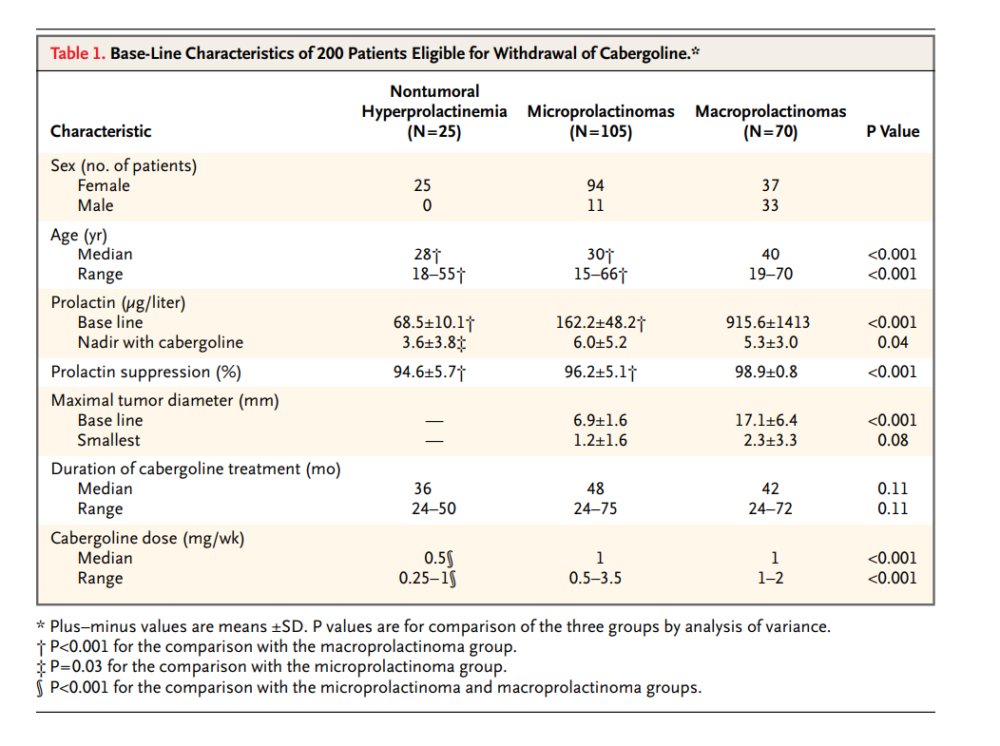 Table 1. Base-Line Characteristics of 200 Patients Eligible for Withdrawal of Cabergoline.*
Nontumoral
Hyperprolactinemia Microprolactinomas Macroprolactinomas
Characteristic (N=25) (N=105) (N=70) P Value
Sex (no. of patients)
Female 25 94 37
Male 0 11 33
Age (yr)
Median 28† 30† 40 <0.001
Range 18–55† 15–66† 19–70 <0.001
Prolactin (µg/liter)
Base line 68.5±10.1† 162.2±48.2† 915.6±1413 <0.001
Nadir with cabergoline 3.6±3.8‡ 6.0±5.2 5.3±3.0 0.04
Prolactin suppression (%) 94.6±5.7† 96.2±5.1† 98.9±0.8 <0.001
Maximal tumor diameter (mm)
Base line — 6.9±1.6 17.1±6.4 <0.001
Smallest — 1.2±1.6 2.3±3.3 0.08
Duration of cabergoline treatment (mo)
Median 36 48 42 0.11
Range 24–50 24–75 24–72 0.11
Cabergoline dose (mg/wk)
Median 0.5§ 1 1 <0.001
Range 0.25–1§ 0.5–3.5 1–2 <0.001
* Plus–minus values are means ±SD. P values are for comparison of the three groups by analysis of variance.
† P<0.001 for the comparison with the macroprolactinoma group.
‡ P=0.03 for the comparison with the microprolactinoma group.
§ P<0.001 for the comparison with the microprolactinoma and macroprolactinoma groups.